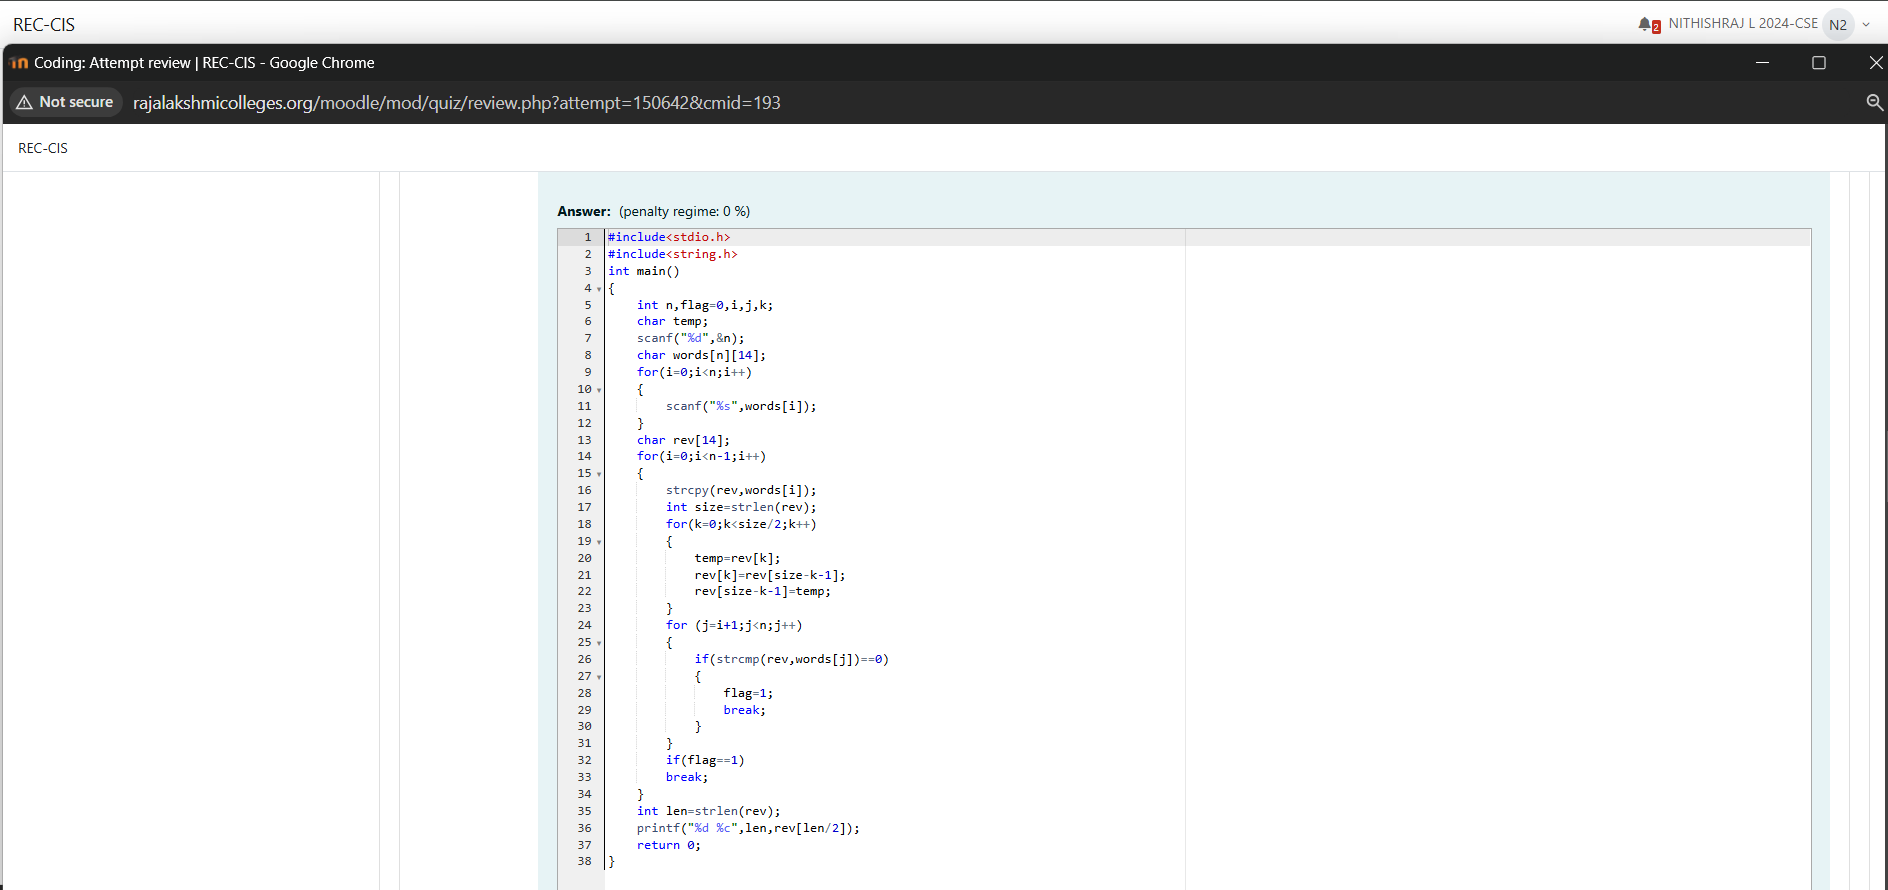 REC-CIS
2 NITHISHRAJ L 2024-CSE N2
in Coding: Attempt review | REC-CIS - Google Chrome
Not secure rajalakshmicolleges.org/moodle/mod/quiz/review.php?attempt=150642&cmid=193
REC-CIS
Answer: (penalty regime: 0 %)
1 #include<stdio.h>
2 #include<string.h>
3 int main()
4 {
5     int n,flag=0,i,j,k;
6     char temp;
7     scanf("%d",&n);
8     char words[n][14];
9     for(i=0;i<n;i++)
10     {
11         scanf("%s",words[i]);
12     }
13     char rev[14];
14     for(i=0;i<n-1;i++)
15     {
16         strcpy(rev,words[i]);
17         int size=strlen(rev);
18         for(k=0;k<size/2;k++)
19         {
20             temp=rev[k];
21             rev[k]=rev[size-k-1];
22             rev[size-k-1]=temp;
23         }
24         for (j=i+1;j<n;j++)
25         {
26             if(strcmp(rev,words[j])==0)
27             {
28                 flag=1;
29                 break;
30             }
31         }
32         if(flag==1)
33         break;
34     }
35     int len=strlen(rev);
36     printf("%d %c",len,rev[len/2]);
37     return 0;
38 }